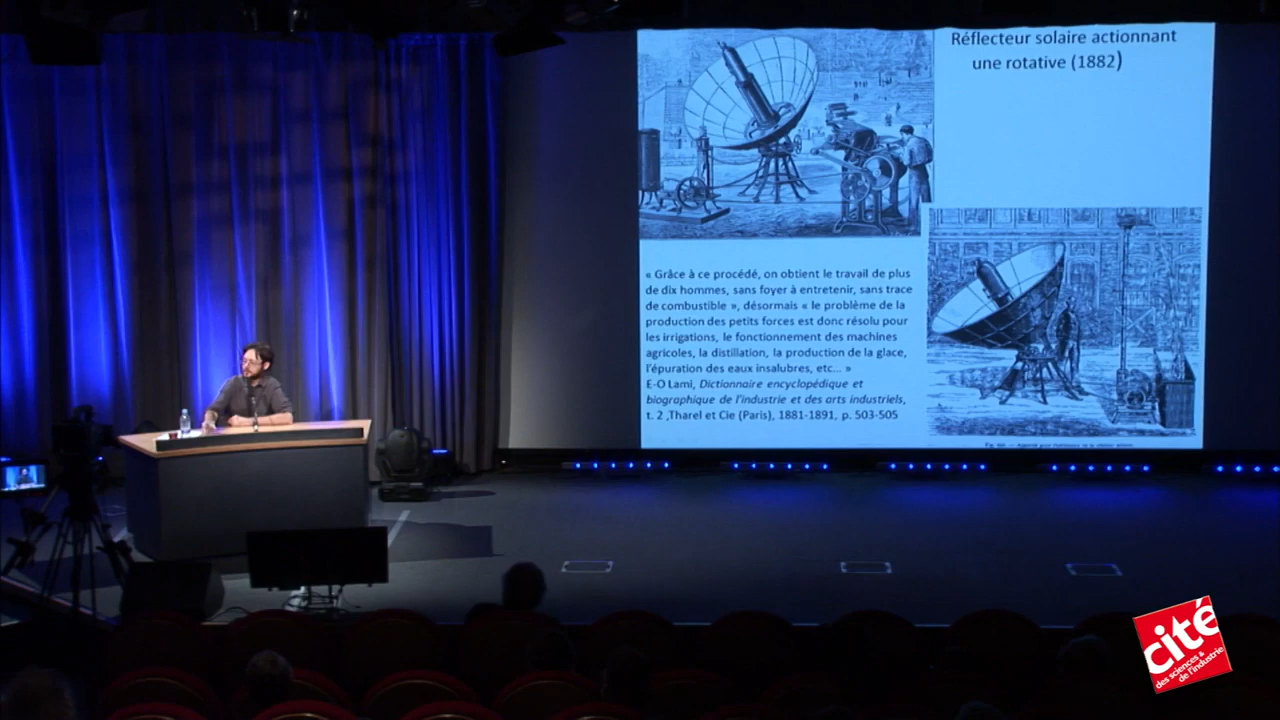 Réflecteur solaire actionnant
une rotative (1882)
« Grâce à ce procédé, on obtient le travail de plus
de dix hommes, sans foyer à entretenir, sans trace
de combustible », désormais « le problème de la
production des petits forces est donc résolu pour
les irrigations, le fonctionnement des machines
agricoles, la distillation, la production de la glace,
l'épuration des eaux insalubres, etc... »
E-O Lami, Dictionnaire encyclopédique et
biographique de l'industrie et des arts industriels,
t. 2 ,Tharel et Cie (Paris), 1881-1891, p. 503-505
cité
des sciences &
de l'industrie